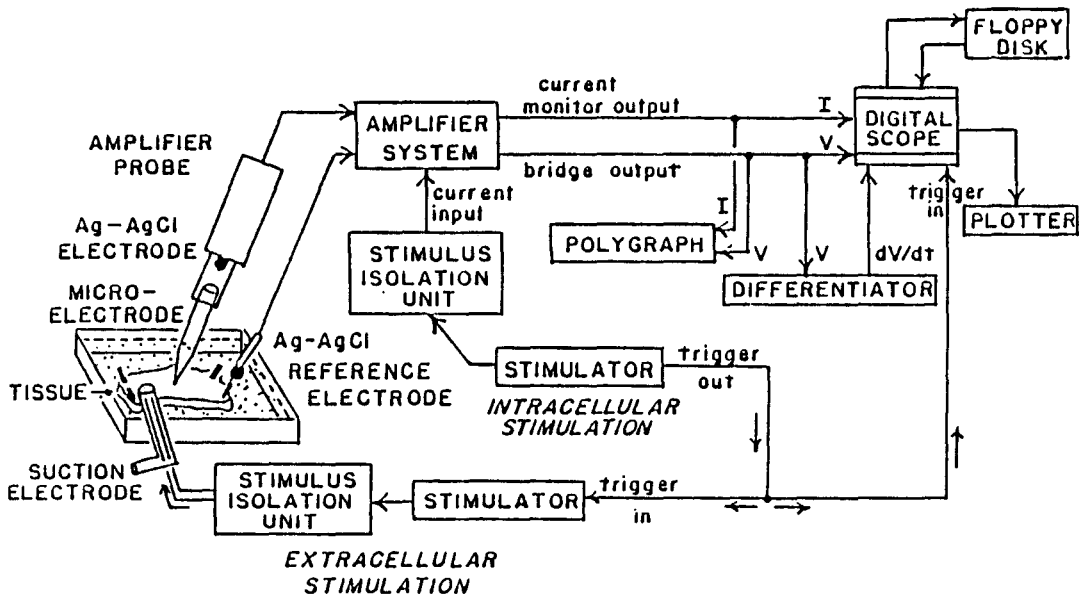 FLOPPY
DISK
current
monitor output
I
AMPLIFIER
SYSTEM
DIGITAL
SCOPE
AMPLIFIER
PROBE
V
bridge output
current
input
trigger
in
PLOTTER
I
Ag-AgCl
ELECTRODE
STIMULUS
ISOLATION
UNIT
POLYGRAPH
V
V
dV/dt
DIFFERENTIATOR
MICRO-
ELECTRODE
Ag-AgCl
REFERENCE
ELECTRODE
STIMULATOR
trigger
out
INTRACELLULAR
STIMULATION
TISSUE
SUCTION
ELECTRODE
STIMULUS
ISOLATION
UNIT
STIMULATOR
trigger
in
EXTRACELLULAR
STIMULATION